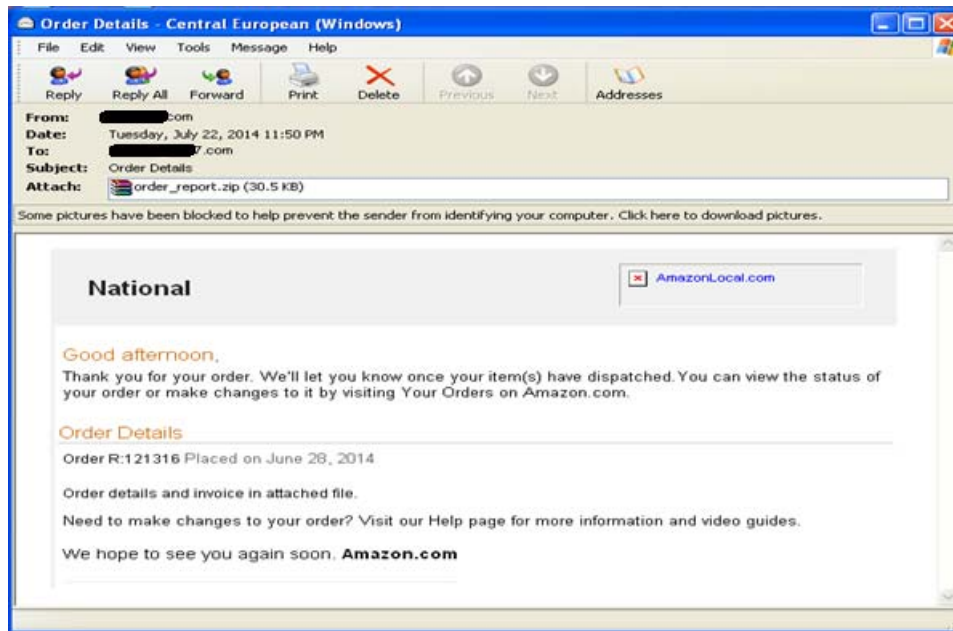 Order Details - Central European (Windows)
File Edit View Tools Message Help
Reply Reply All Forward Print Delete Previous Next Addresses
From: com
Date: Tuesday, July 22, 2014 11:50 PM
To: 7.com
Subject: Order Details
Attach: order_report.zip (30.5 KB)
Some pictures have been blocked to help prevent the sender from identifying your computer. Click here to download pictures.
National
AmazonLocal.com
Good afternoon,
Thank you for your order. We'll let you know once your item(s) have dispatched. You can view the status of
your order or make changes to it by visiting Your Orders on Amazon.com.
Order Details
Order R:121316 Placed on June 28, 2014
Order details and invoice in attached file.
Need to make changes to your order? Visit our Help page for more information and video guides.
We hope to see you again soon. Amazon.com